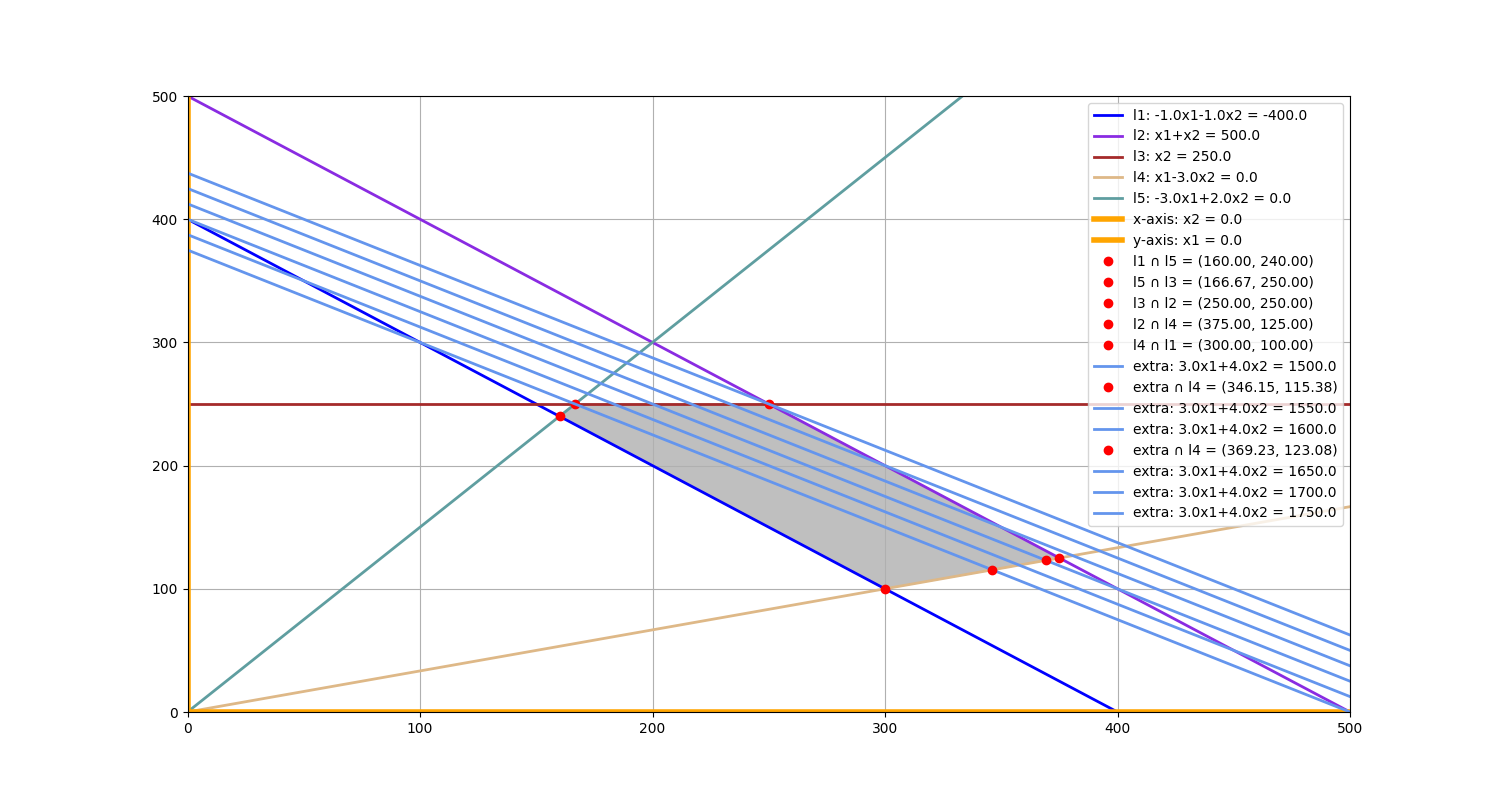 500
400
300
200
100
0
0
100
200
300
400
500
l1: -1.0x1-1.0x2 = -400.0
l2: x1+x2 = 500.0
l3: x2 = 250.0
l4: x1-3.0x2 = 0.0
l5: -3.0x1+2.0x2 = 0.0
x-axis: x2 = 0.0
y-axis: x1 = 0.0
l1 ∩ l5 = (160.00, 240.00)
l5 ∩ l3 = (166.67, 250.00)
l3 ∩ l2 = (250.00, 250.00)
l2 ∩ l4 = (375.00, 125.00)
l4 ∩ l1 = (300.00, 100.00)
extra: 3.0x1+4.0x2 = 1500.0
extra ∩ l4 = (346.15, 115.38)
extra: 3.0x1+4.0x2 = 1550.0
extra: 3.0x1+4.0x2 = 1600.0
extra ∩ l4 = (369.23, 123.08)
extra: 3.0x1+4.0x2 = 1650.0
extra: 3.0x1+4.0x2 = 1700.0
extra: 3.0x1+4.0x2 = 1750.0